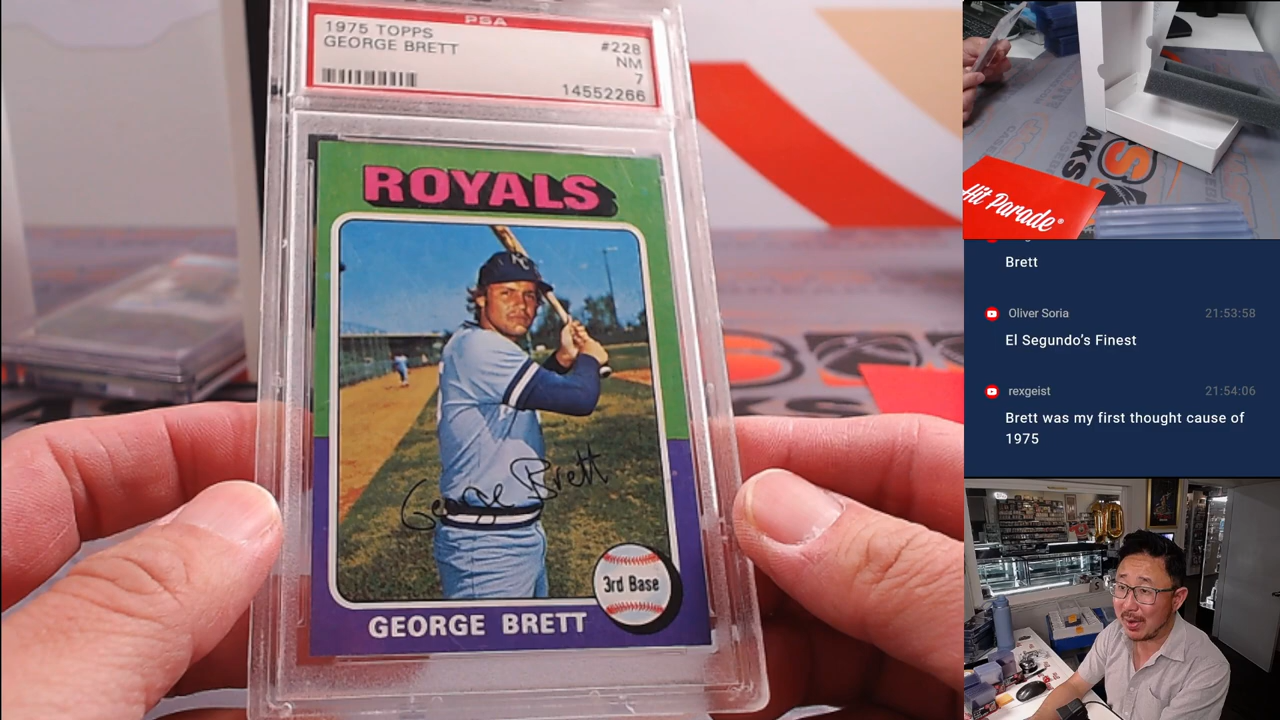 PSA
1975 TOPPS
GEORGE BRETT
#228
NM
7
14552266
ROYALS
KC
George Brett
3rd Base
GEORGE BRETT
Hit Parade®
Brett
Oliver Soria 21:53:58
El Segundo’s Finest
rexgeist 21:54:06
Brett was my first thought cause of
1975